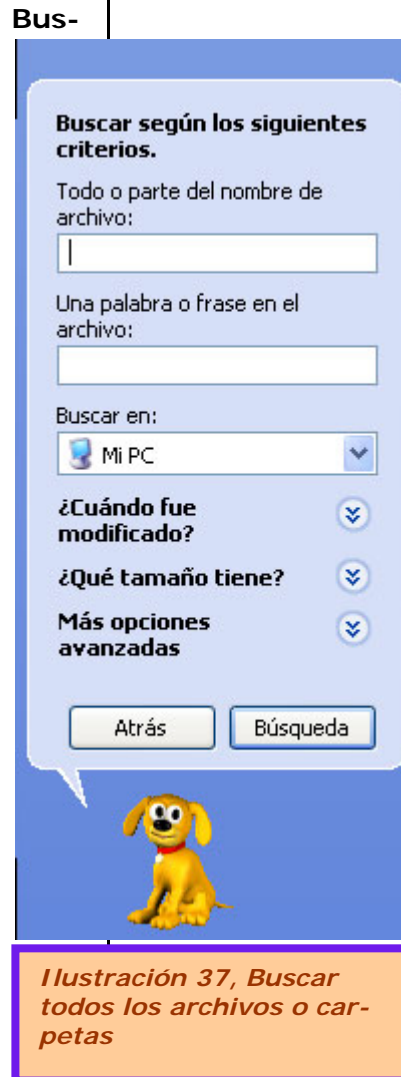 Bus-
Buscar según los siguientes
criterios.
Todo o parte del nombre de
archivo:
Una palabra o frase en el
archivo:
Buscar en:
Mi PC
¿Cuándo fue
modificado?
¿Qué tamaño tiene?
Más opciones
avanzadas
Atrás Búsqueda
Ilustración 37, Buscar
todos los archivos o car-
petas